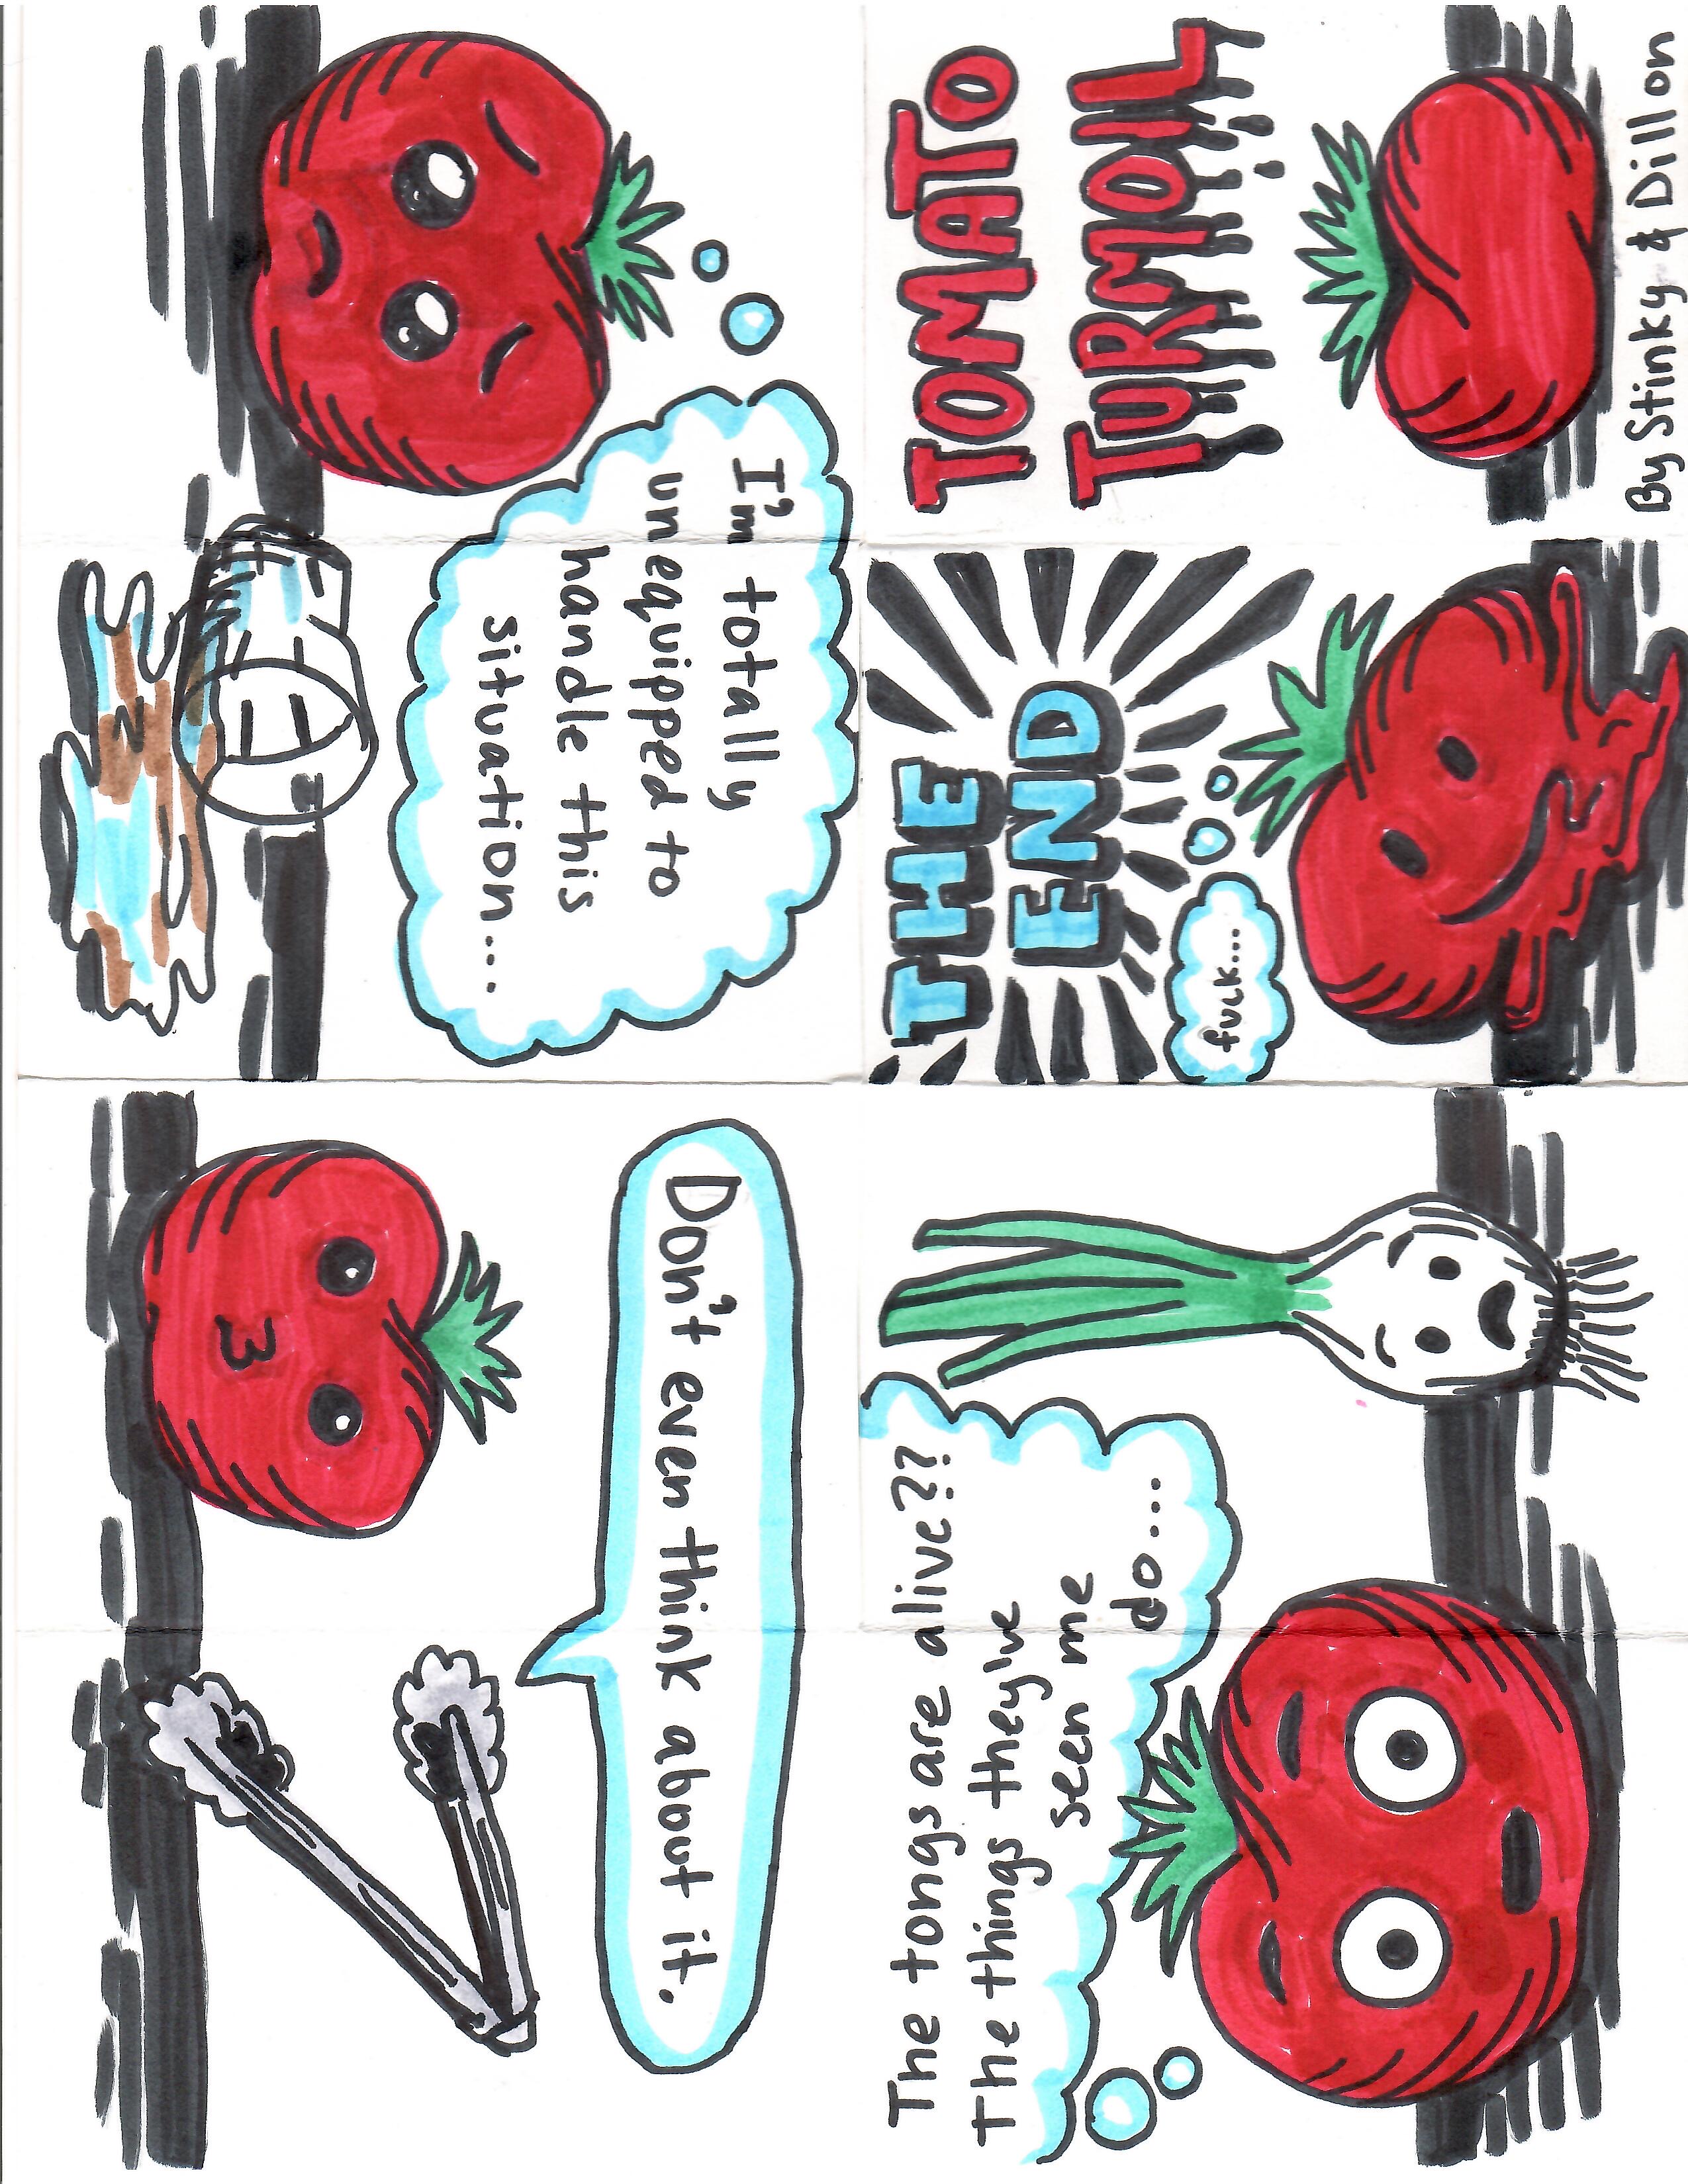 TOMATO
TURMOIL
By Stinky & Dillon
I'm totally
unequipped to
handle this
situation...
Don't even think about it.
The tongs are alive??
The things they've
seen me
do...
THE
END
fuck...